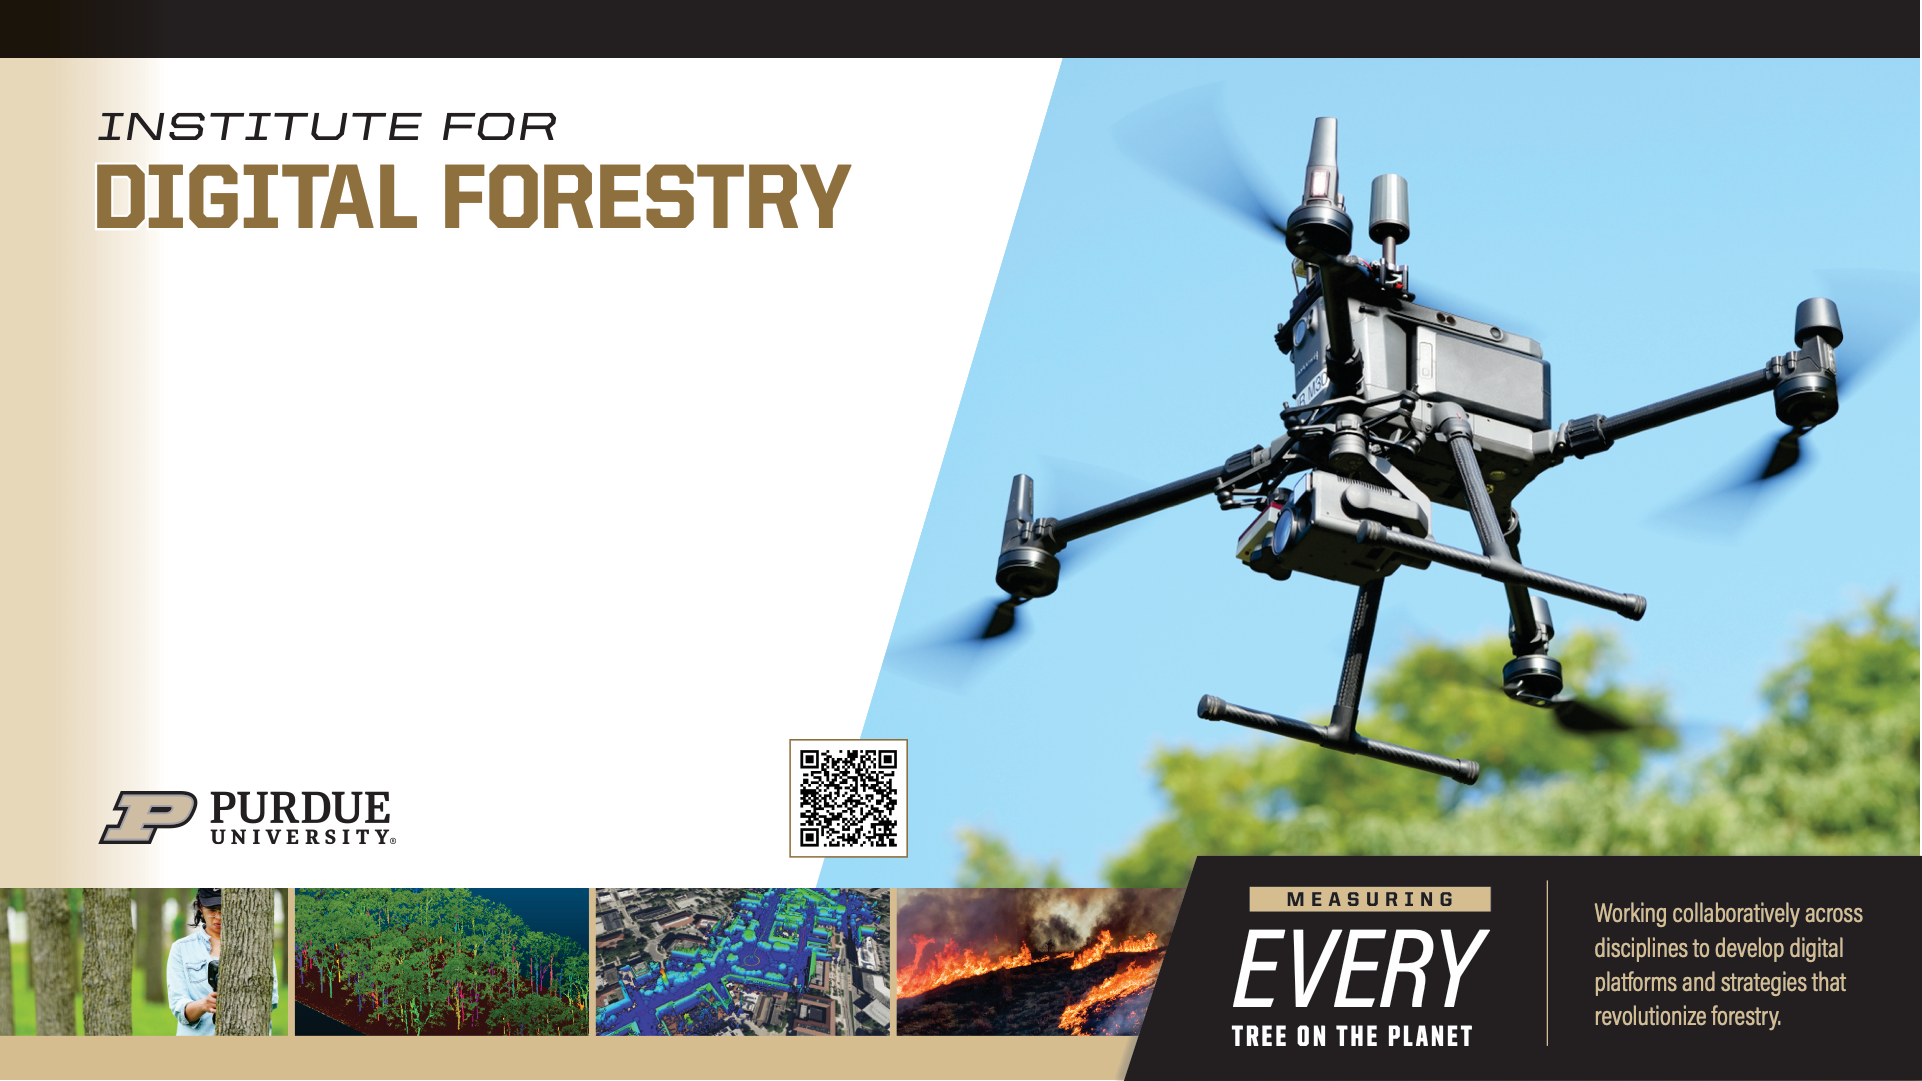 INSTITUTE FOR
DIGITAL FORESTRY
PURDUE
UNIVERSITY®
MEASURING
EVERY
TREE ON THE PLANET
Working collaboratively across
disciplines to develop digital
platforms and strategies that
revolutionize forestry.